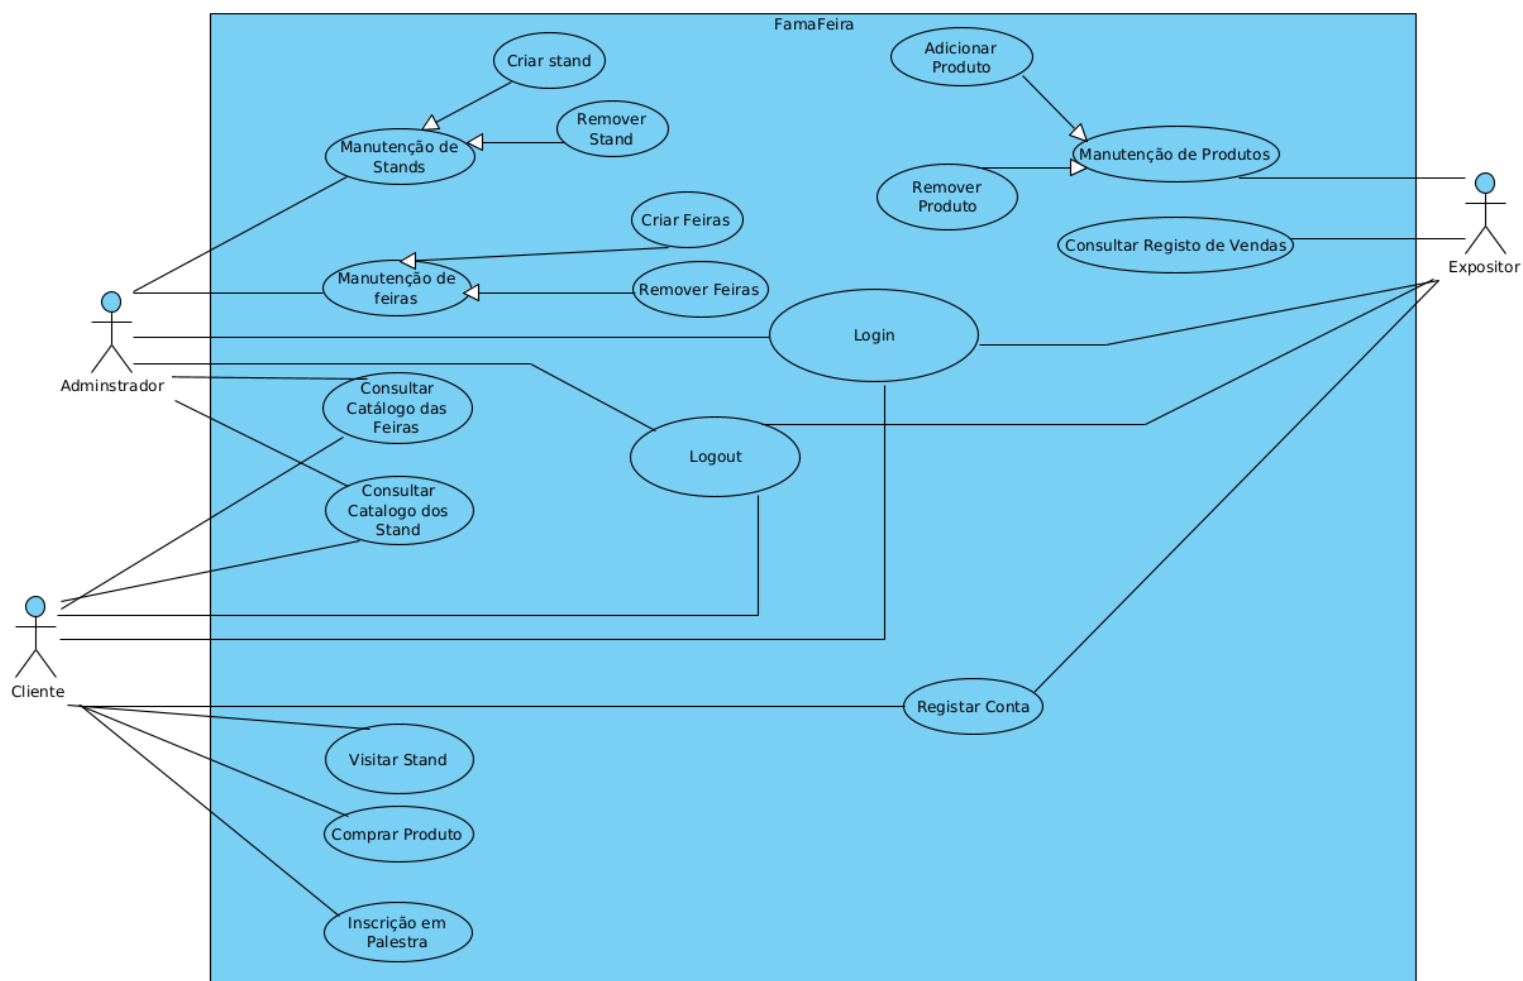 FamaFeira
Criar stand
Adicionar
Produto
Remover
Stand
Manutenção de
Stands
Manutenção de Produtos
Remover
Produto
Criar Feiras
Consultar Registo de Vendas
Expositor
Manutenção de
feiras
Remover Feiras
Login
Adminstrador
Consultar
Catálogo das
Feiras
Logout
Consultar
Catalogo dos
Stand
Cliente
Registar Conta
Visitar Stand
Comprar Produto
Inscrição em
Palestra